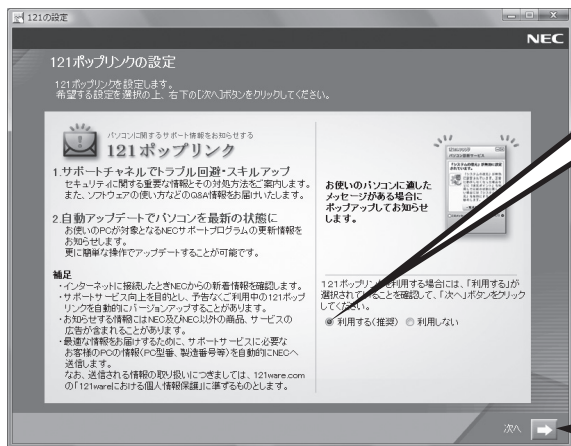 121の設定
NEC
121ポップリンクの設定
121ポップリンクを設定します。
希望する設定を選択の上、右下の[次へ]ボタンをクリックしてください。
パソコンに関するサポート情報をお知らせする
121ポップリンク
1.サポートチャネルでトラブル回避・スキルアップ
セキュリティに関する重要な情報とその対処方法をご案内します。
また、ソフトウェアの使い方などのQ&A情報をお届けいたします。
2.自動アップデートでパソコンを最新の状態に
お使いのPCが対象となるNECサポートプログラムの更新情報を
お知らせします。
更に簡単な操作でアップデートすることが可能です。
補足
・インターネットに接続したときNECからの新着情報を確認します。
・サポートサービス向上を目的とし、予告なくご利用中の121ポップ
リンクを自動的にバージョンアップすることがあります。
・お知らせする情報にはNEC及びNEC以外の商品、サービスの
広告が含まれることがあります。
・最適な情報をお届けするために、サポートサービスに必要な
お客様のPCの情報(PC型番、製造番号等)を自動的にNECへ
送信します。
なお、送信される情報の取り扱いにつきましては、121ware.com
の「121wareにおける個人情報保護」に準ずるものとします。
お使いのパソコンに適した
メッセージがある場合に
ポップアップしてお知らせ
します。
121ポップリンクを利用する場合には、「利用する」が
選択されていることを確認して、「次へ」ボタンをクリック
してください。
利用する(推奨) 利用しない
次へ